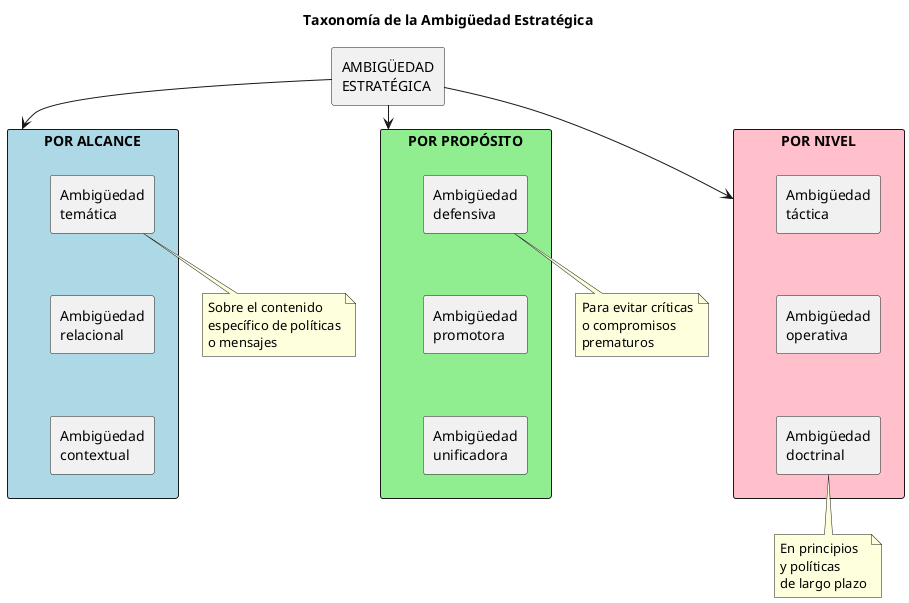 Taxonomía de la Ambigüedad Estratégica
AMBIGÜEDAD
ESTRATÉGICA
POR ALCANCE
Ambigüedad
temática
Sobre el contenido
específico de políticas
o mensajes
Ambigüedad
relacional
Ambigüedad
contextual
POR PROPÓSITO
Ambigüedad
defensiva
Para evitar críticas
o compromisos
prematuros
Ambigüedad
promotora
Ambigüedad
unificadora
POR NIVEL
Ambigüedad
táctica
Ambigüedad
operativa
Ambigüedad
doctrinal
En principios
y políticas
de largo plazo